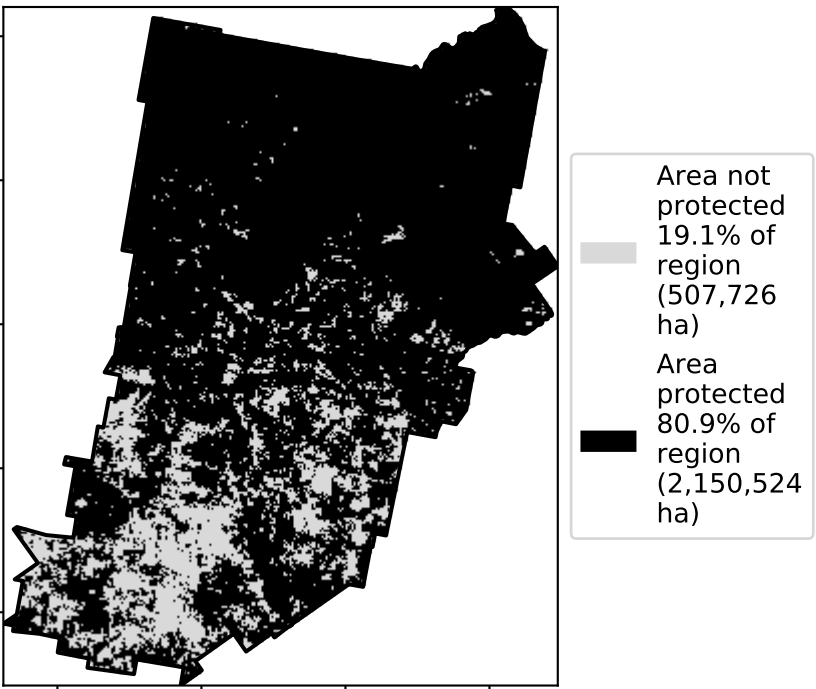 Area not
protected
19.1% of
region
(507,726
ha)
Area
protected
80.9% of
region
(2,150,524
ha)